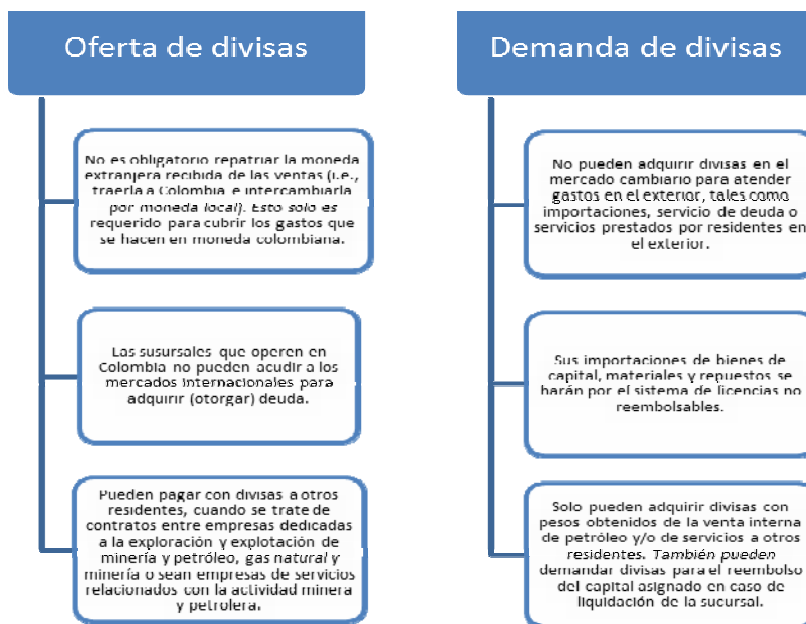 Oferta de divisas
No es obligatorio repatriar la moneda
extranjera recibida de las ventas (i.e.,
traerla a Colombia e intercambiarla
por moneda local). Esto solo es
requerido para cubrir los gastos que
se hacen en moneda colombiana.
Las susursales que operen en
Colombia no pueden acudir a los
mercados internacionales para
adquirir (otorgar) deuda.
Pueden pagar con divisas a otros
residentes, cuando se trate de
contratos entre empresas dedicadas
a la exploración y explotación de
minería y petróleo, gas natural y
minería o sean empresas de servicios
relacionados con la actividad minera
y petrolera.
Demanda de divisas
No pueden adquirir divisas en el
mercado cambiario para atender
gastos en el exterior, tales como
importaciones, servicio de deuda o
servicios prestados por residentes en
el exterior.
Sus importaciones de bienes de
capital, materiales y repuestos se
harán por el sistema de licencias no
reembolsables.
Solo pueden adquirir divisas con
pesos obtenidos de la venta interna
de petróleo y/o de servicios a otros
residentes. También pueden
demandar divisas para el reembolso
del capital asignado en caso de
liquidación de la sucursal.